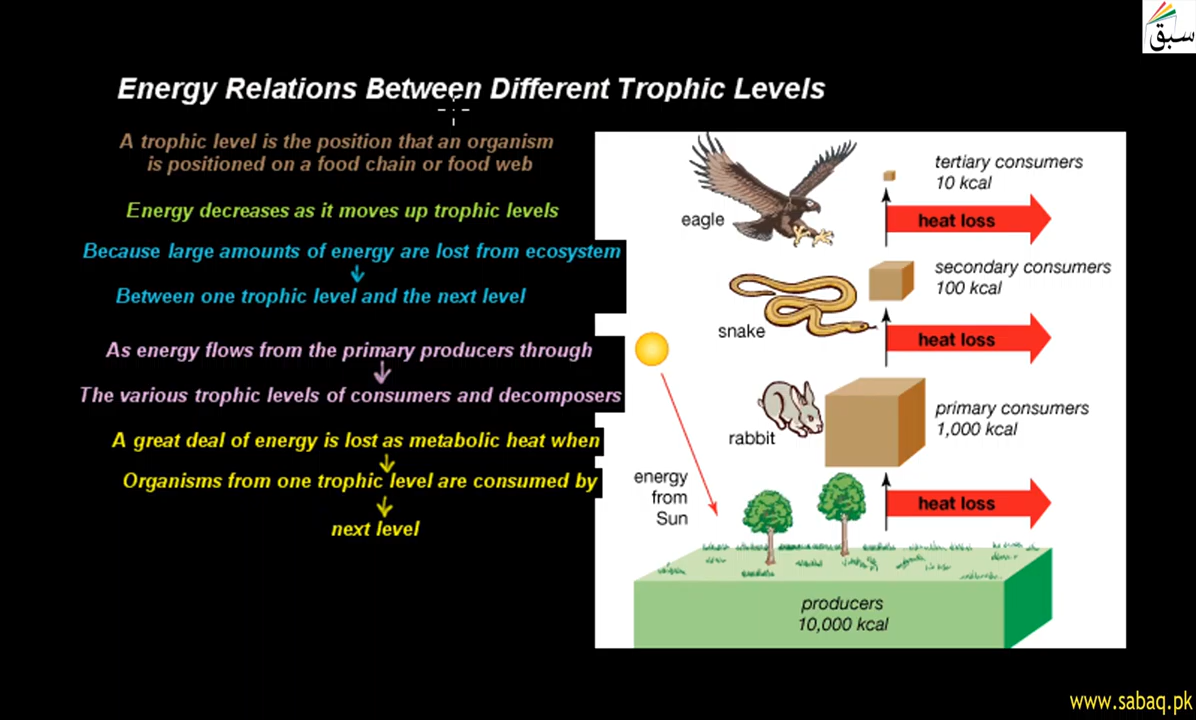 سبق
Energy Relations Between Different Trophic Levels
A trophic level is the position that an organism
is positioned on a food chain or food web
Energy decreases as it moves up trophic levels
Because large amounts of energy are lost from ecosystem
Between one trophic level and the next level
As energy flows from the primary producers through
The various trophic levels of consumers and decomposers
A great deal of energy is lost as metabolic heat when
Organisms from one trophic level are consumed by
next level
tertiary consumers
10 kcal
eagle
heat loss
secondary consumers
100 kcal
snake
heat loss
primary consumers
1,000 kcal
rabbit
energy
from
Sun
heat loss
producers
10,000 kcal
www.sabaq.pk